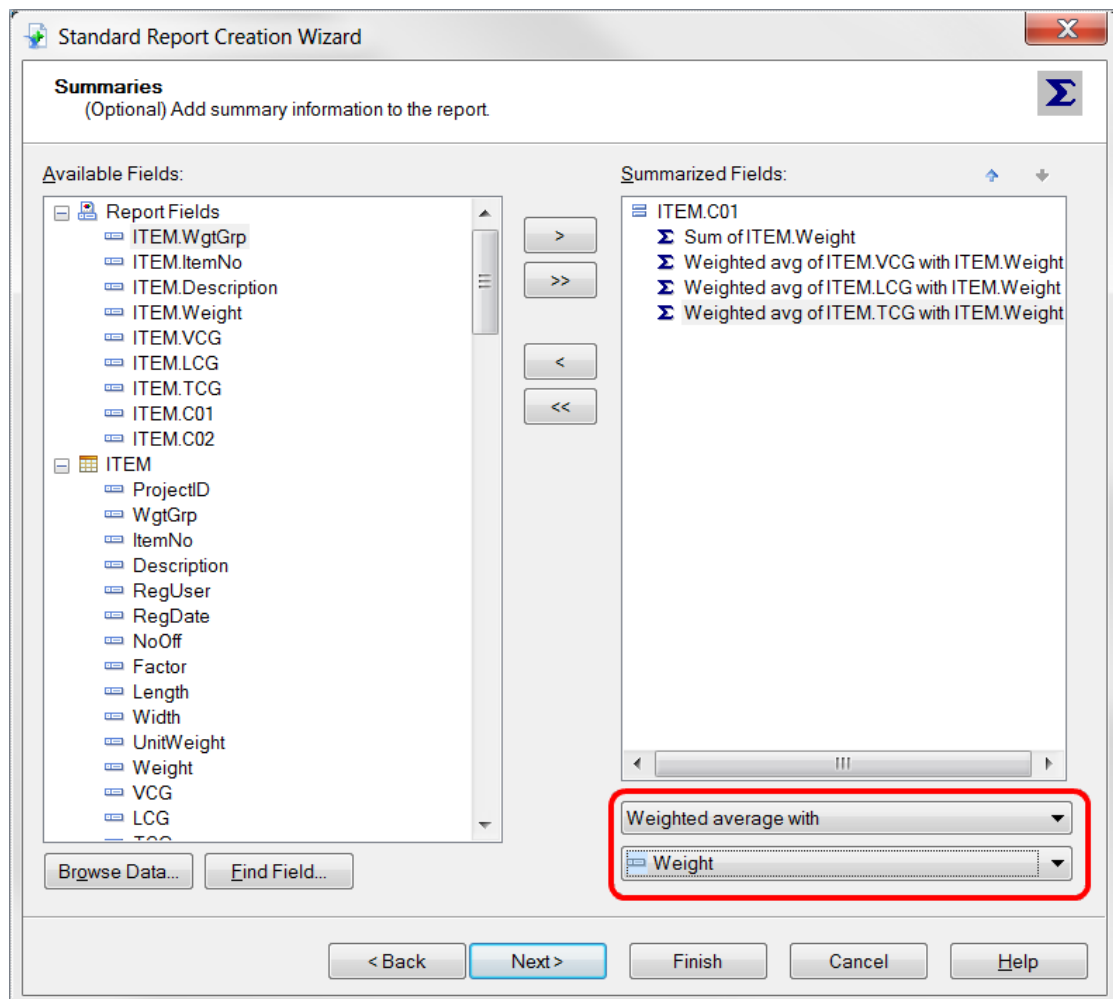 Standard Report Creation Wizard
X
Summaries
(Optional) Add summary information to the report.
Σ
Available Fields:
Report Fields
ITEM.WgtGrp
ITEM.ItemNo
ITEM.Description
ITEM.Weight
ITEM.VCG
ITEM.LCG
ITEM.TCG
ITEM.C01
ITEM.C02
ITEM
ProjectID
WgtGrp
ItemNo
Description
RegUser
RegDate
NoOff
Factor
Length
Width
UnitWeight
Weight
VCG
LCG
Browse Data...
Find Field...
>
>>
<
<<
Summarized Fields:
ITEM.C01
Σ Sum of ITEM.Weight
Σ Weighted avg of ITEM.VCG with ITEM.Weight
Σ Weighted avg of ITEM.LCG with ITEM.Weight
Σ Weighted avg of ITEM.TCG with ITEM.Weight
Weighted average with
Weight
< Back
Next >
Finish
Cancel
Help